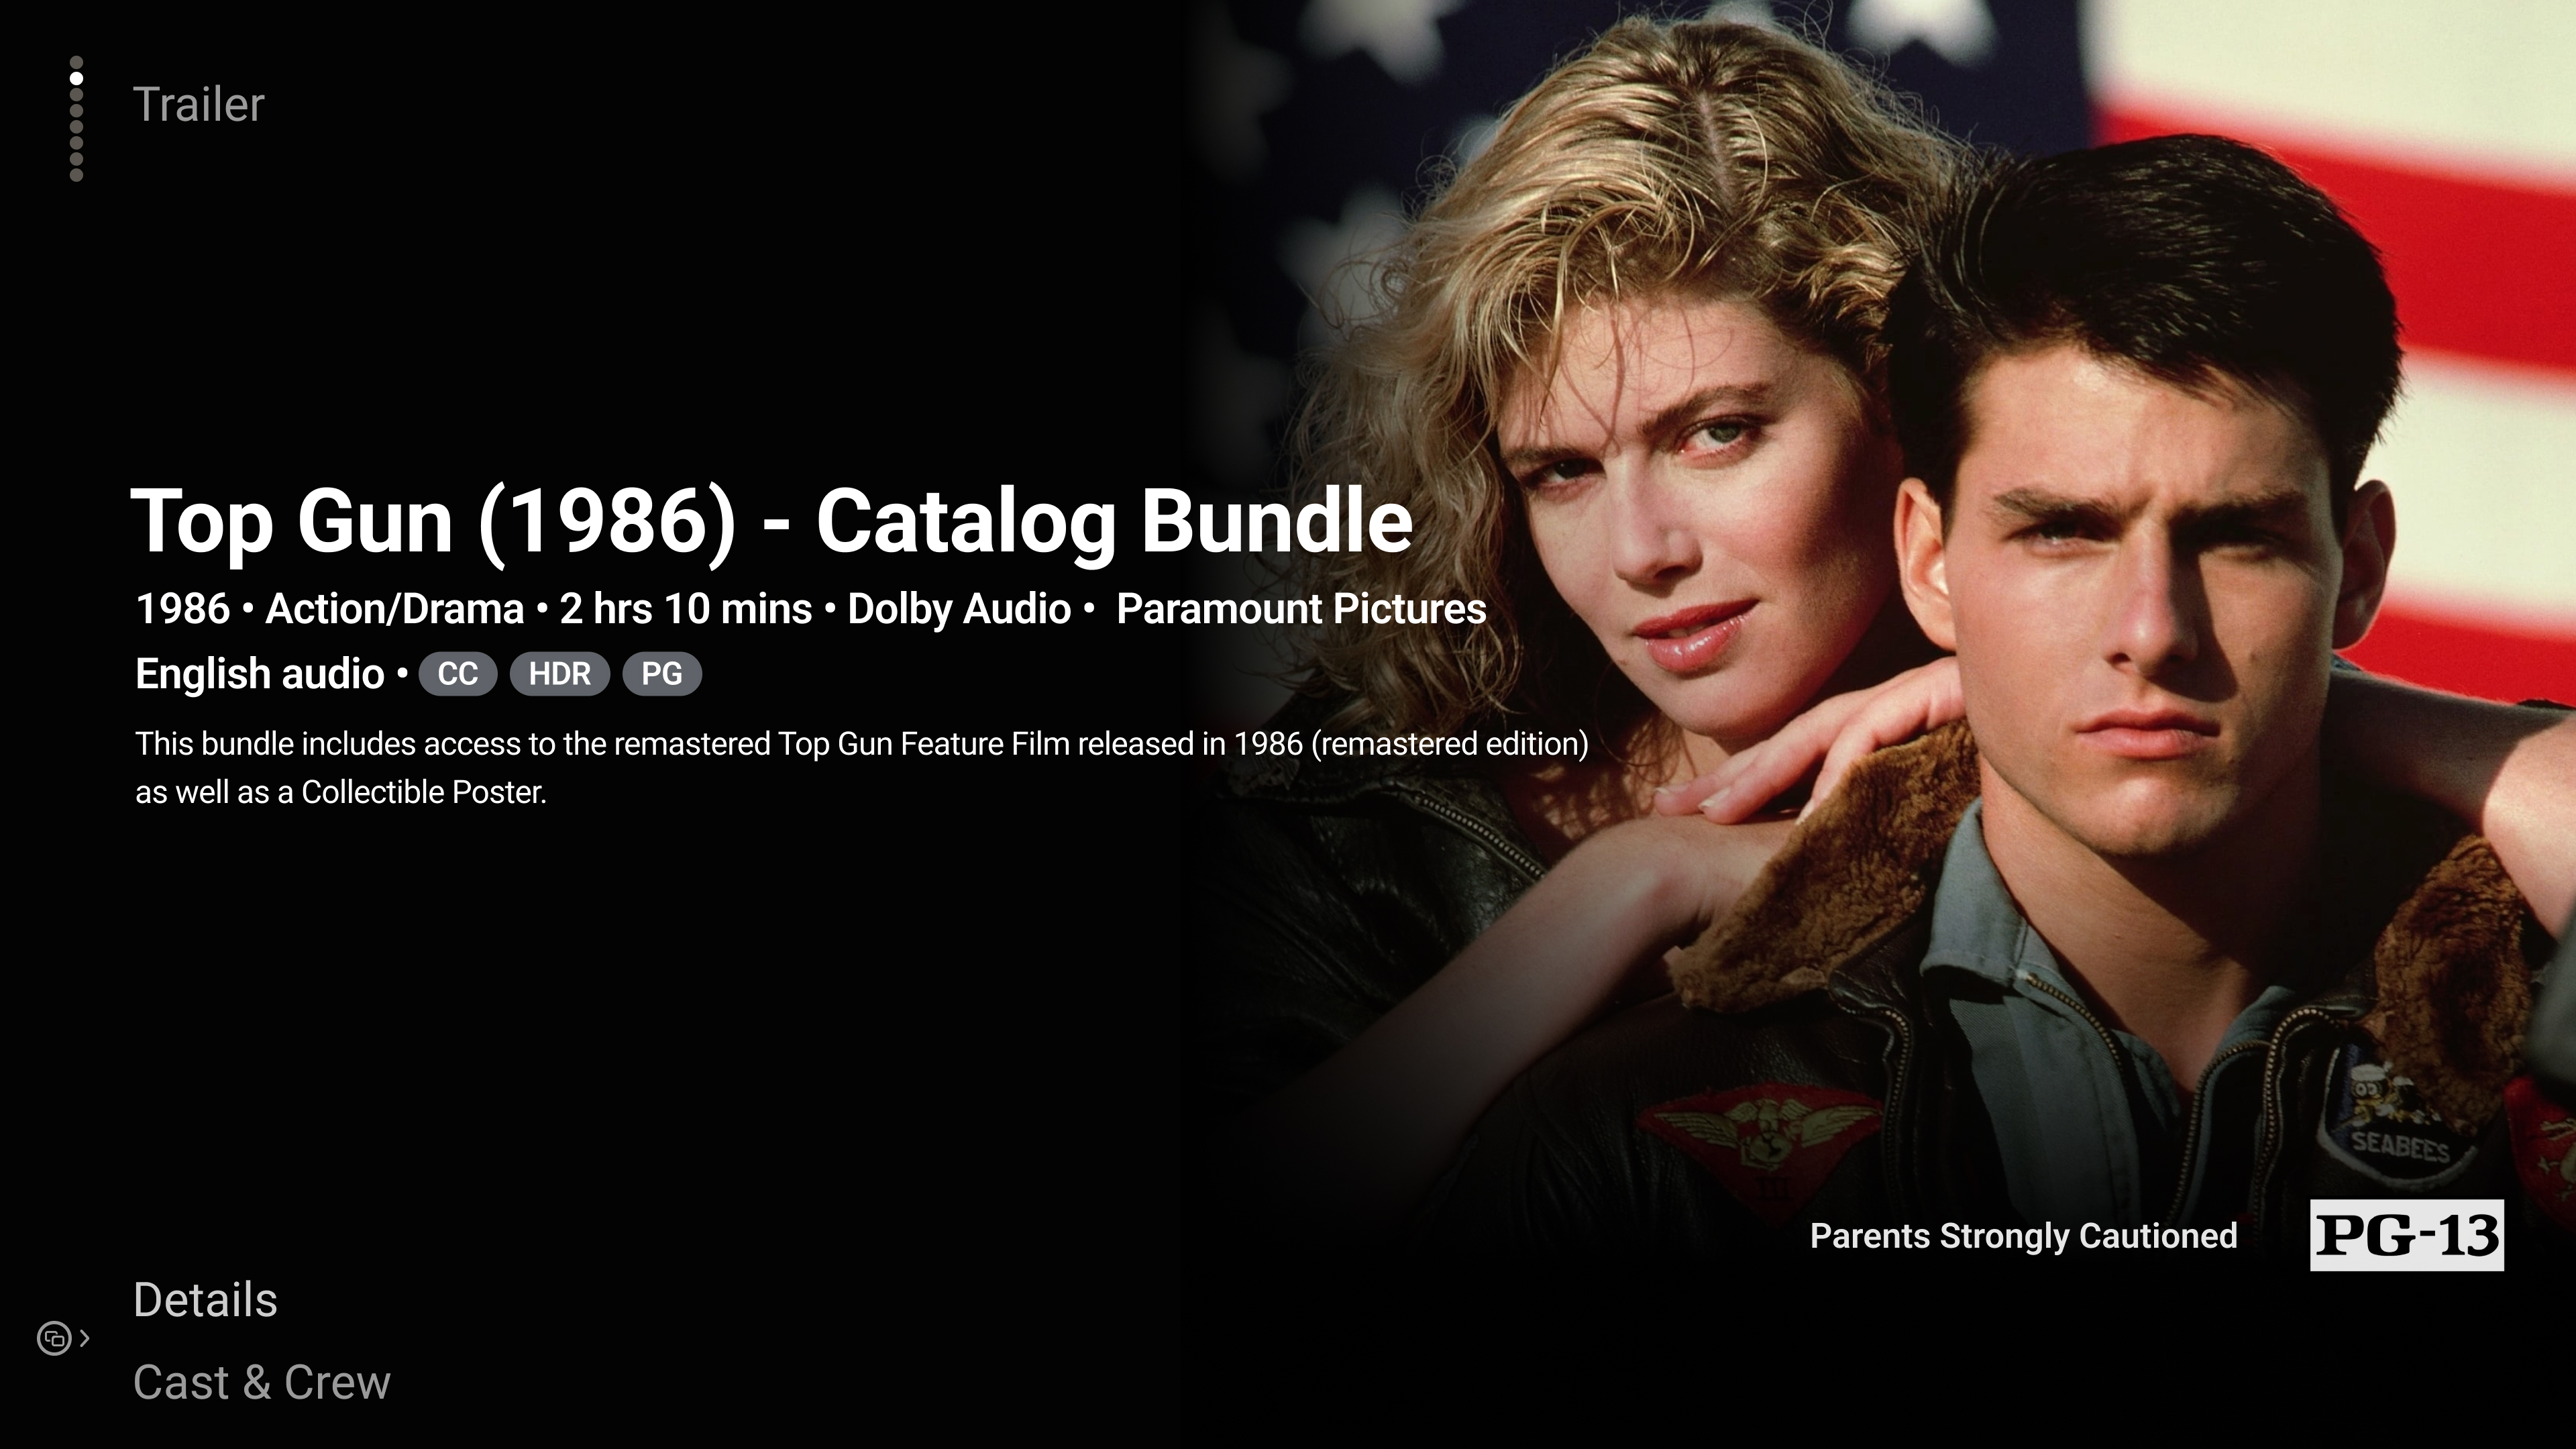 Trailer
Top Gun (1986) - Catalog Bundle
1986 • Action/Drama • 2 hrs 10 mins • Dolby Audio • Paramount Pictures
English audio • CC HDR PG
This bundle includes access to the remastered Top Gun Feature Film released in 1986 (remastered edition)
as well as a Collectible Poster.
SEABEES
Parents Strongly Cautioned PG-13
Details
Cast & Crew